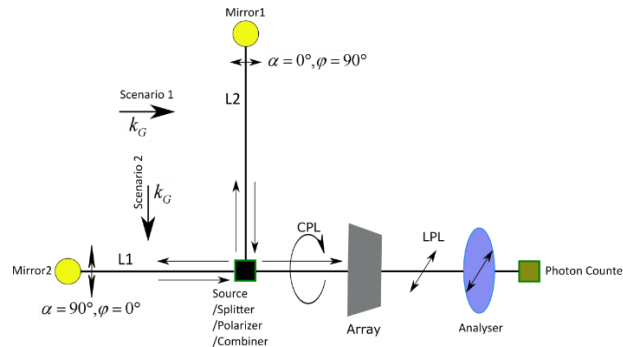 Mirror1
α = 0°, φ = 90°
Scenario 1
k_G
L2
Scenario 2
k_G
CPL
LPL
Mirror2
L1
Photon Counte
α = 90°, φ = 0°
Source
/Splitter
/Polarizer
/Combiner
Array
Analyser